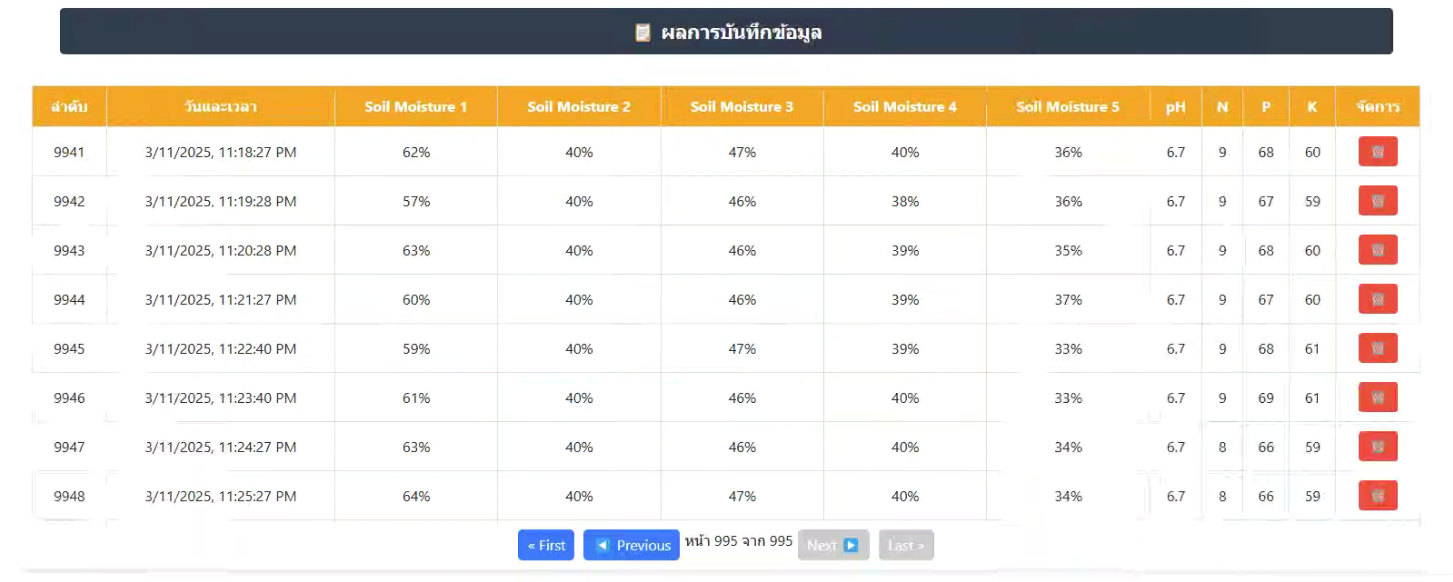 📋 ผลการบันทึกข้อมูล
ลำดับ วันและเวลา Soil Moisture 1 Soil Moisture 2 Soil Moisture 3 Soil Moisture 4 Soil Moisture 5 pH N P K จัดการ
9941 3/11/2025, 11:18:27 PM 62% 40% 47% 40% 36% 6.7 9 68 60
9942 3/11/2025, 11:19:28 PM 57% 40% 46% 38% 36% 6.7 9 67 59
9943 3/11/2025, 11:20:28 PM 63% 40% 46% 39% 35% 6.7 9 68 60
9944 3/11/2025, 11:21:27 PM 60% 40% 46% 39% 37% 6.7 9 67 60
9945 3/11/2025, 11:22:40 PM 59% 40% 47% 39% 33% 6.7 9 68 61
9946 3/11/2025, 11:23:40 PM 61% 40% 46% 40% 33% 6.7 9 69 61
9947 3/11/2025, 11:24:27 PM 63% 40% 46% 40% 34% 6.7 8 66 59
9948 3/11/2025, 11:25:27 PM 64% 40% 47% 40% 34% 6.7 8 66 59
« First ◀ Previous หน้า 995 จาก 995 Next ▶ Last »